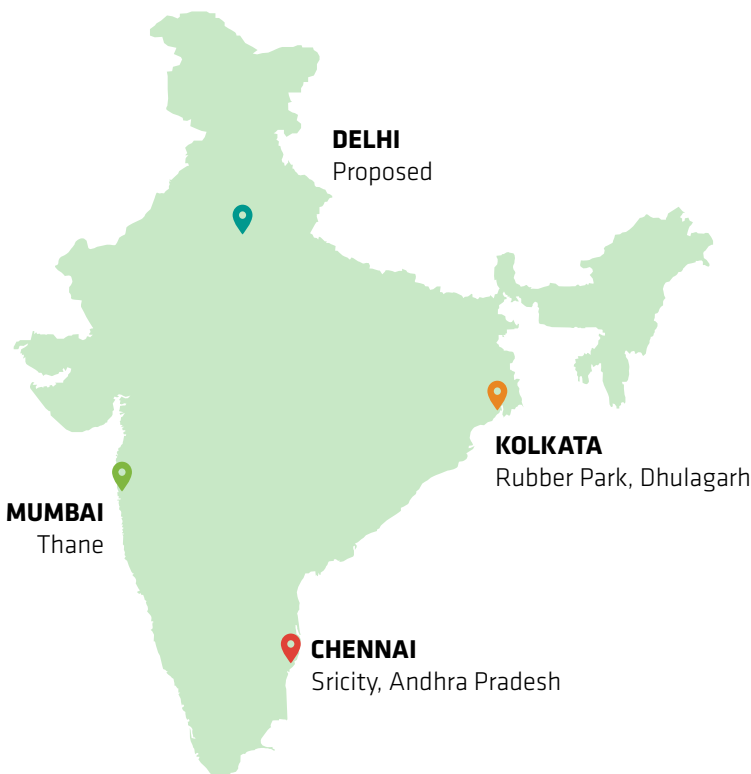 DELHI
Proposed
KOLKATA
Rubber Park, Dhulagarh
MUMBAI
Thane
CHENNAI
Sricity, Andhra Pradesh